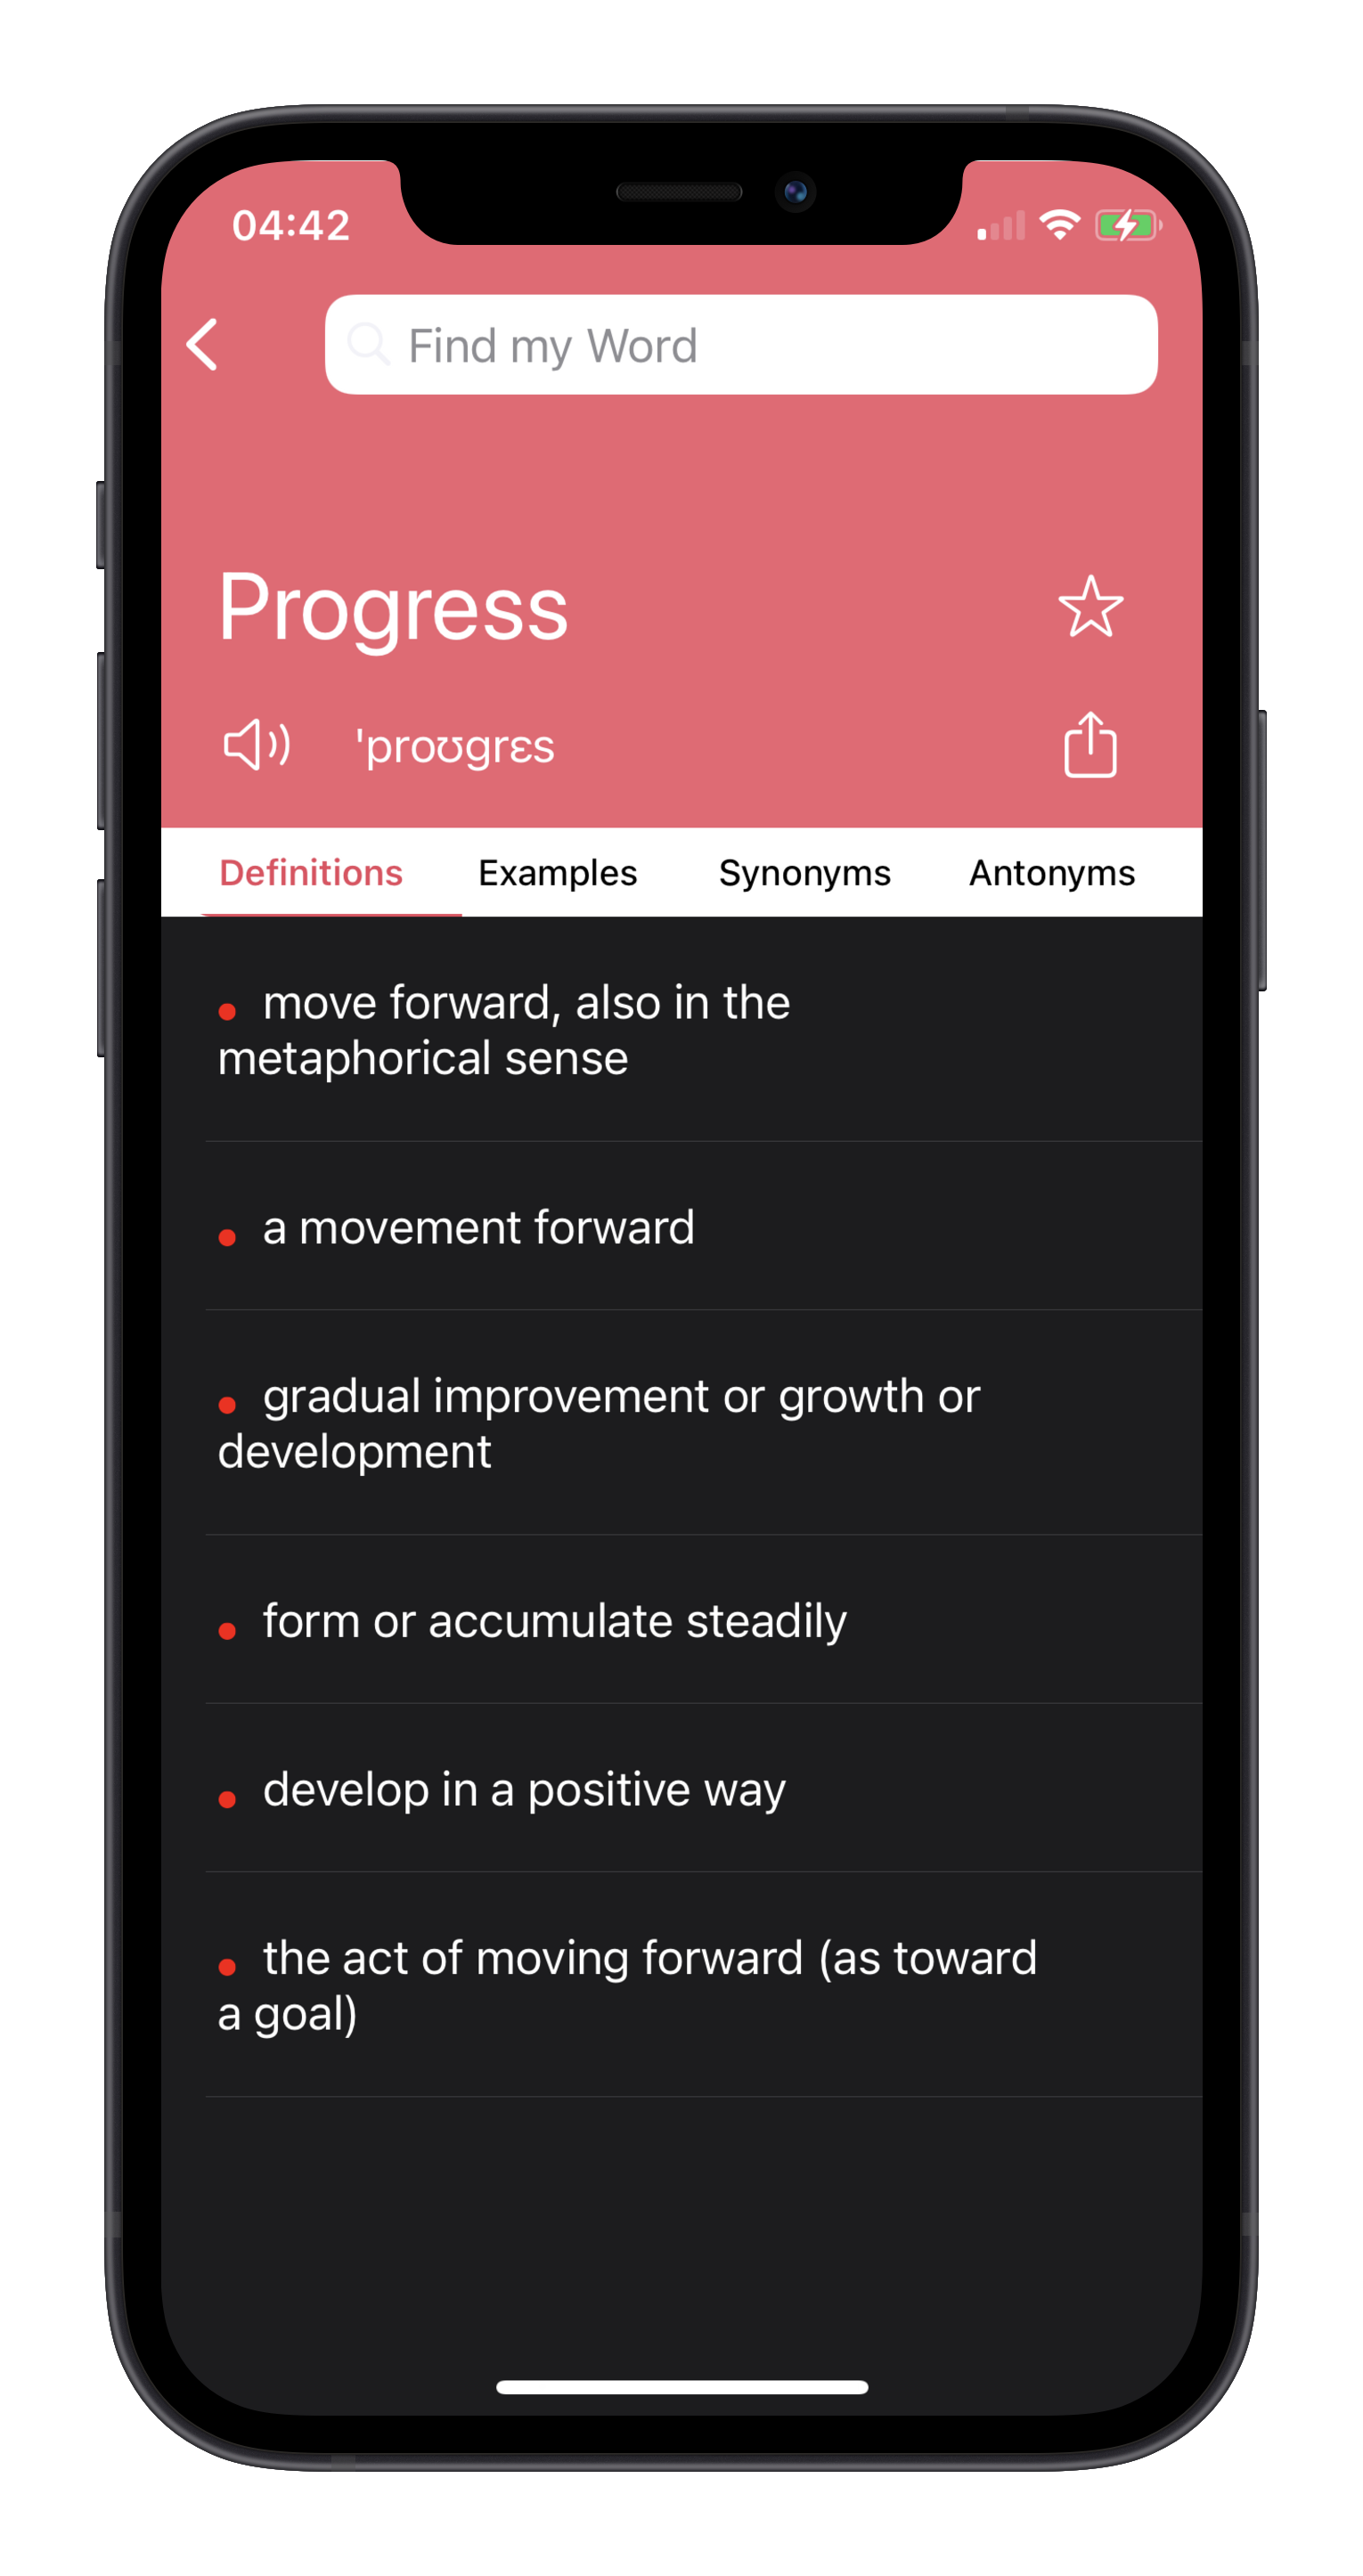 04:42
Find my Word
Progress
'proʊgrɛs
Definitions Examples Synonyms Antonyms
• move forward, also in the
metaphorical sense
• a movement forward
• gradual improvement or growth or
development
• form or accumulate steadily
• develop in a positive way
• the act of moving forward (as toward
a goal)